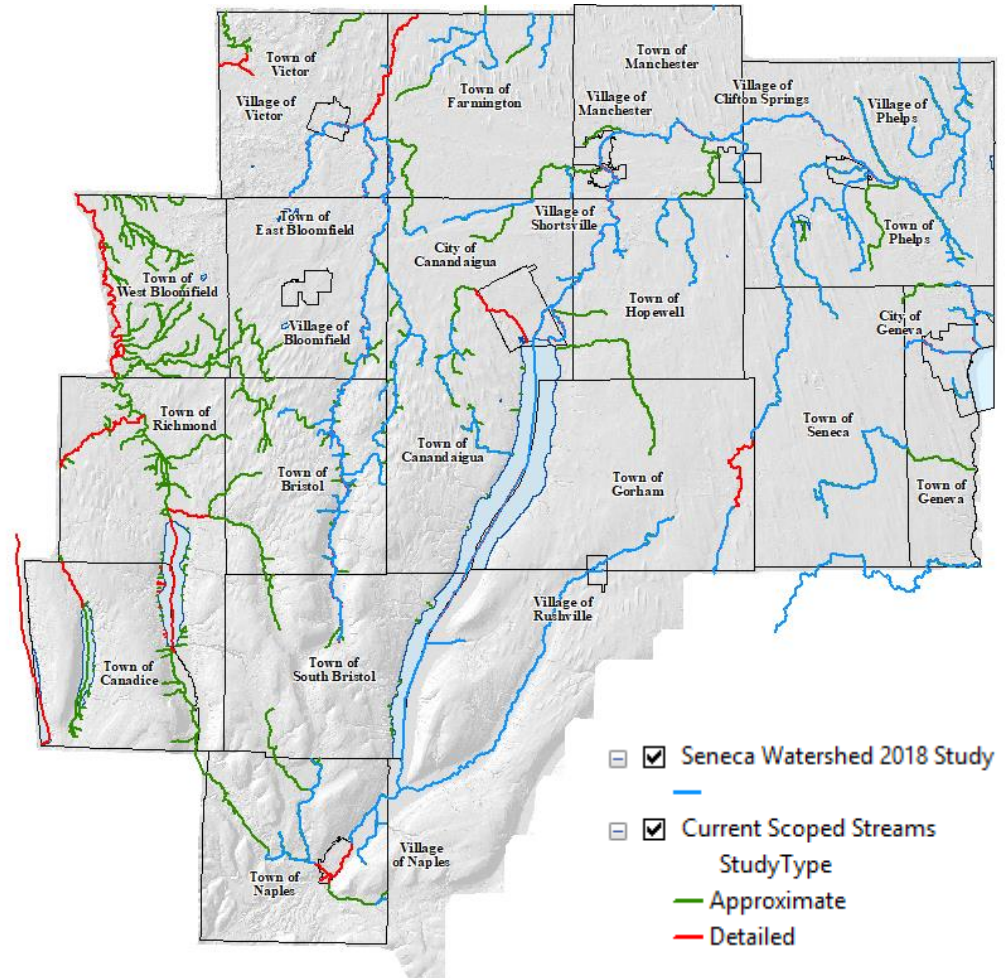 Town of
Victor
Village of
Victor
Town of
Farmington
Town of
Manchester
Village of
Manchester
Village of
Clifton Springs
Village of
Phelps
Town of
East Bloomfield
Village of
Shortsville
City of
Canandaigua
Town of
Phelps
Town of
West Bloomfield
Village of
Bloomfield
Town of
Hopewell
City of
Geneva
Town of
Richmond
Town of
Bristol
Town of
Canandaigua
Town of
Gorham
Town of
Seneca
Town of
Geneva
Village of
Rushville
Town of
Canadice
Town of
South Bristol
Village
of Naples
Town of
Naples
Seneca Watershed 2018 Study
Current Scoped Streams
StudyType
Approximate
Detailed